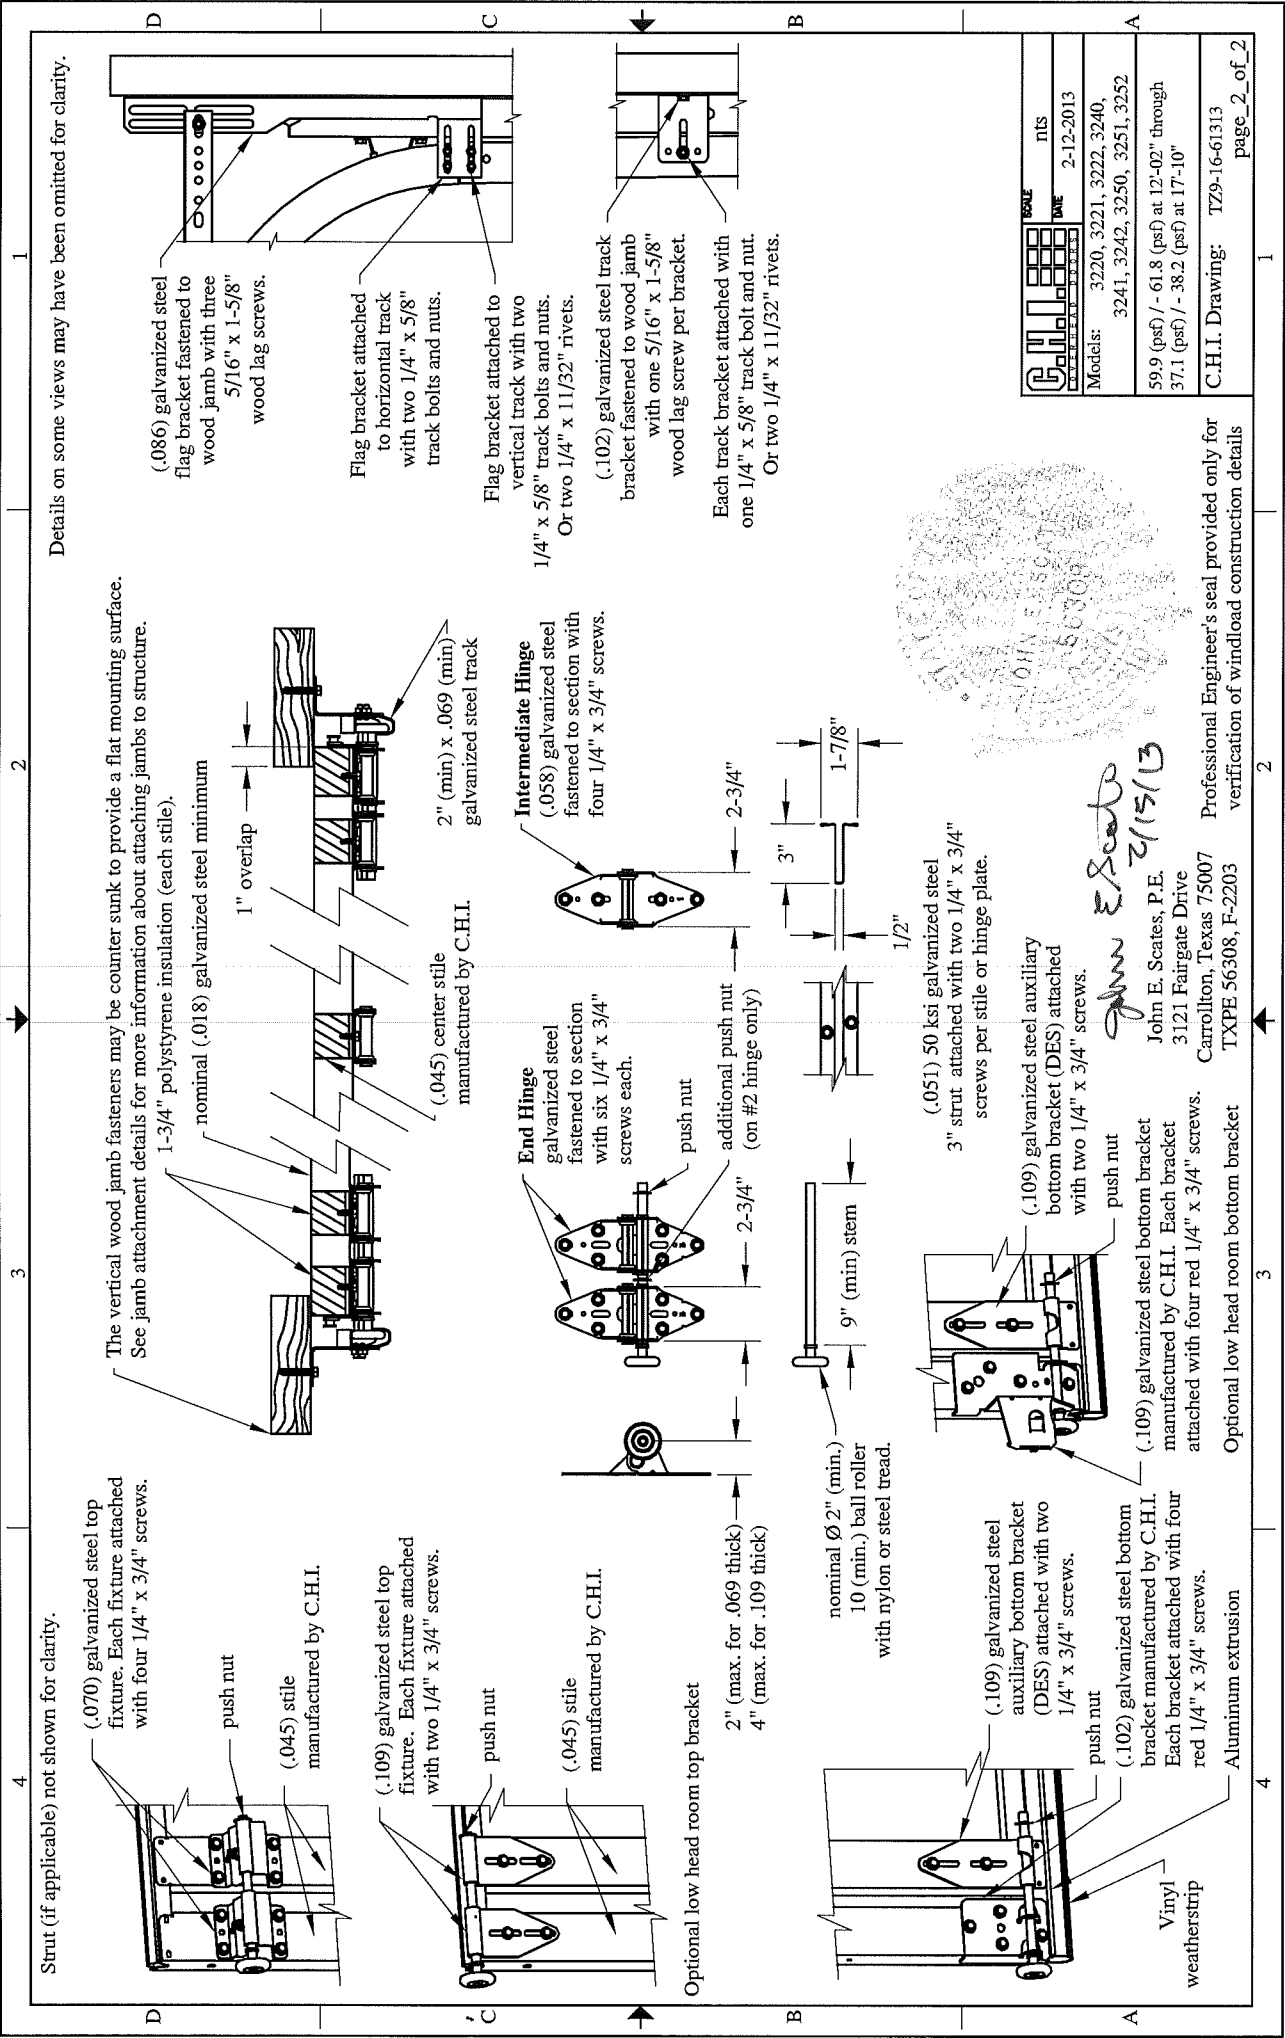 4
3
2
1
D
C
B
A
Strut (if applicable) not shown for clarity.
(.070) galvanized steel top
fixture. Each fixture attached
with four 1/4" x 3/4" screws.
push nut
(.045) stile
manufactured by C.H.I.
(.109) galvanized steel top
fixture. Each fixture attached
with two 1/4" x 3/4" screws.
push nut
(.045) stile
manufactured by C.H.I.
Optional low head room top bracket
(.109) galvanized steel
auxiliary bottom bracket
(DES) attached with two
1/4" x 3/4" screws.
push nut
(.102) galvanized steel bottom
bracket manufactured by C.H.I.
Each bracket attached with four
red 1/4" x 3/4" screws.
Aluminum extrusion
Vinyl
weatherstrip
The vertical wood jamb fasteners may be counter sunk to provide a flat mounting surface.
See jamb attachment details for more information about attaching jambs to structure.
1-3/4" polystyrene insulation (each stile).
nominal (.018) galvanized steel minimum
1" overlap
(.045) center stile
manufactured by C.H.I.
2" (min) x .069 (min)
galvanized steel track
End Hinge
galvanized steel
fastened to section
with six 1/4" x 3/4"
screws each.
push nut
additional push nut
(on #2 hinge only)
2-3/4"
2" (max. for .069 thick)
4" (max. for .109 thick)
Intermediate Hinge
(.058) galvanized steel
fastened to section with
four 1/4" x 3/4" screws.
2-3/4"
nominal Ø 2" (min.)
10 (min.) ball roller
with nylon or steel tread.
9" (min) stem
3"
1-7/8"
1/2"
(.051) 50 ksi galvanized steel
3" strut attached with two 1/4" x 3/4"
screws per stile or hinge plate.
(.109) galvanized steel auxiliary
bottom bracket (DES) attached
with two 1/4" x 3/4" screws.
push nut
(.109) galvanized steel bottom bracket
manufactured by C.H.I. Each bracket
attached with four red 1/4" x 3/4" screws.
Optional low head room bottom bracket
Details on some views may have been omitted for clarity.
(.086) galvanized steel
flag bracket fastened to
wood jamb with three
5/16" x 1-5/8"
wood lag screws.
Flag bracket attached
to horizontal track
with two 1/4" x 5/8"
track bolts and nuts.
Flag bracket attached to
vertical track with two
1/4" x 5/8" track bolts and nuts.
Or two 1/4" x 11/32" rivets.
(.102) galvanized steel track
bracket fastened to wood jamb
with one 5/16" x 1-5/8"
wood lag screw per bracket.
Each track bracket attached with
one 1/4" x 5/8" track bolt and nut.
Or two 1/4" x 11/32" rivets.
John E Scates
2/15/13
John E. Scates, P.E.
3121 Fairgate Drive
Carrollton, Texas 75007
TXPE 56308, F-2203
JOHN E. SC
56308
Professional Engineer's seal provided only for
verification of windload construction details
C.H.I.
OVERHEAD DOORS
SCALE
nts
DATE
2-12-2013
Models: 3220, 3221, 3222, 3240,
3241, 3242, 3250, 3251, 3252
59.9 (psf) / - 61.8 (psf) at 12'-02" through
37.1 (psf) / - 38.2 (psf) at 17'-10"
C.H.I. Drawing: TZ9-16-61313
page_2_of_2
4
3
2
1
D
C
B
A